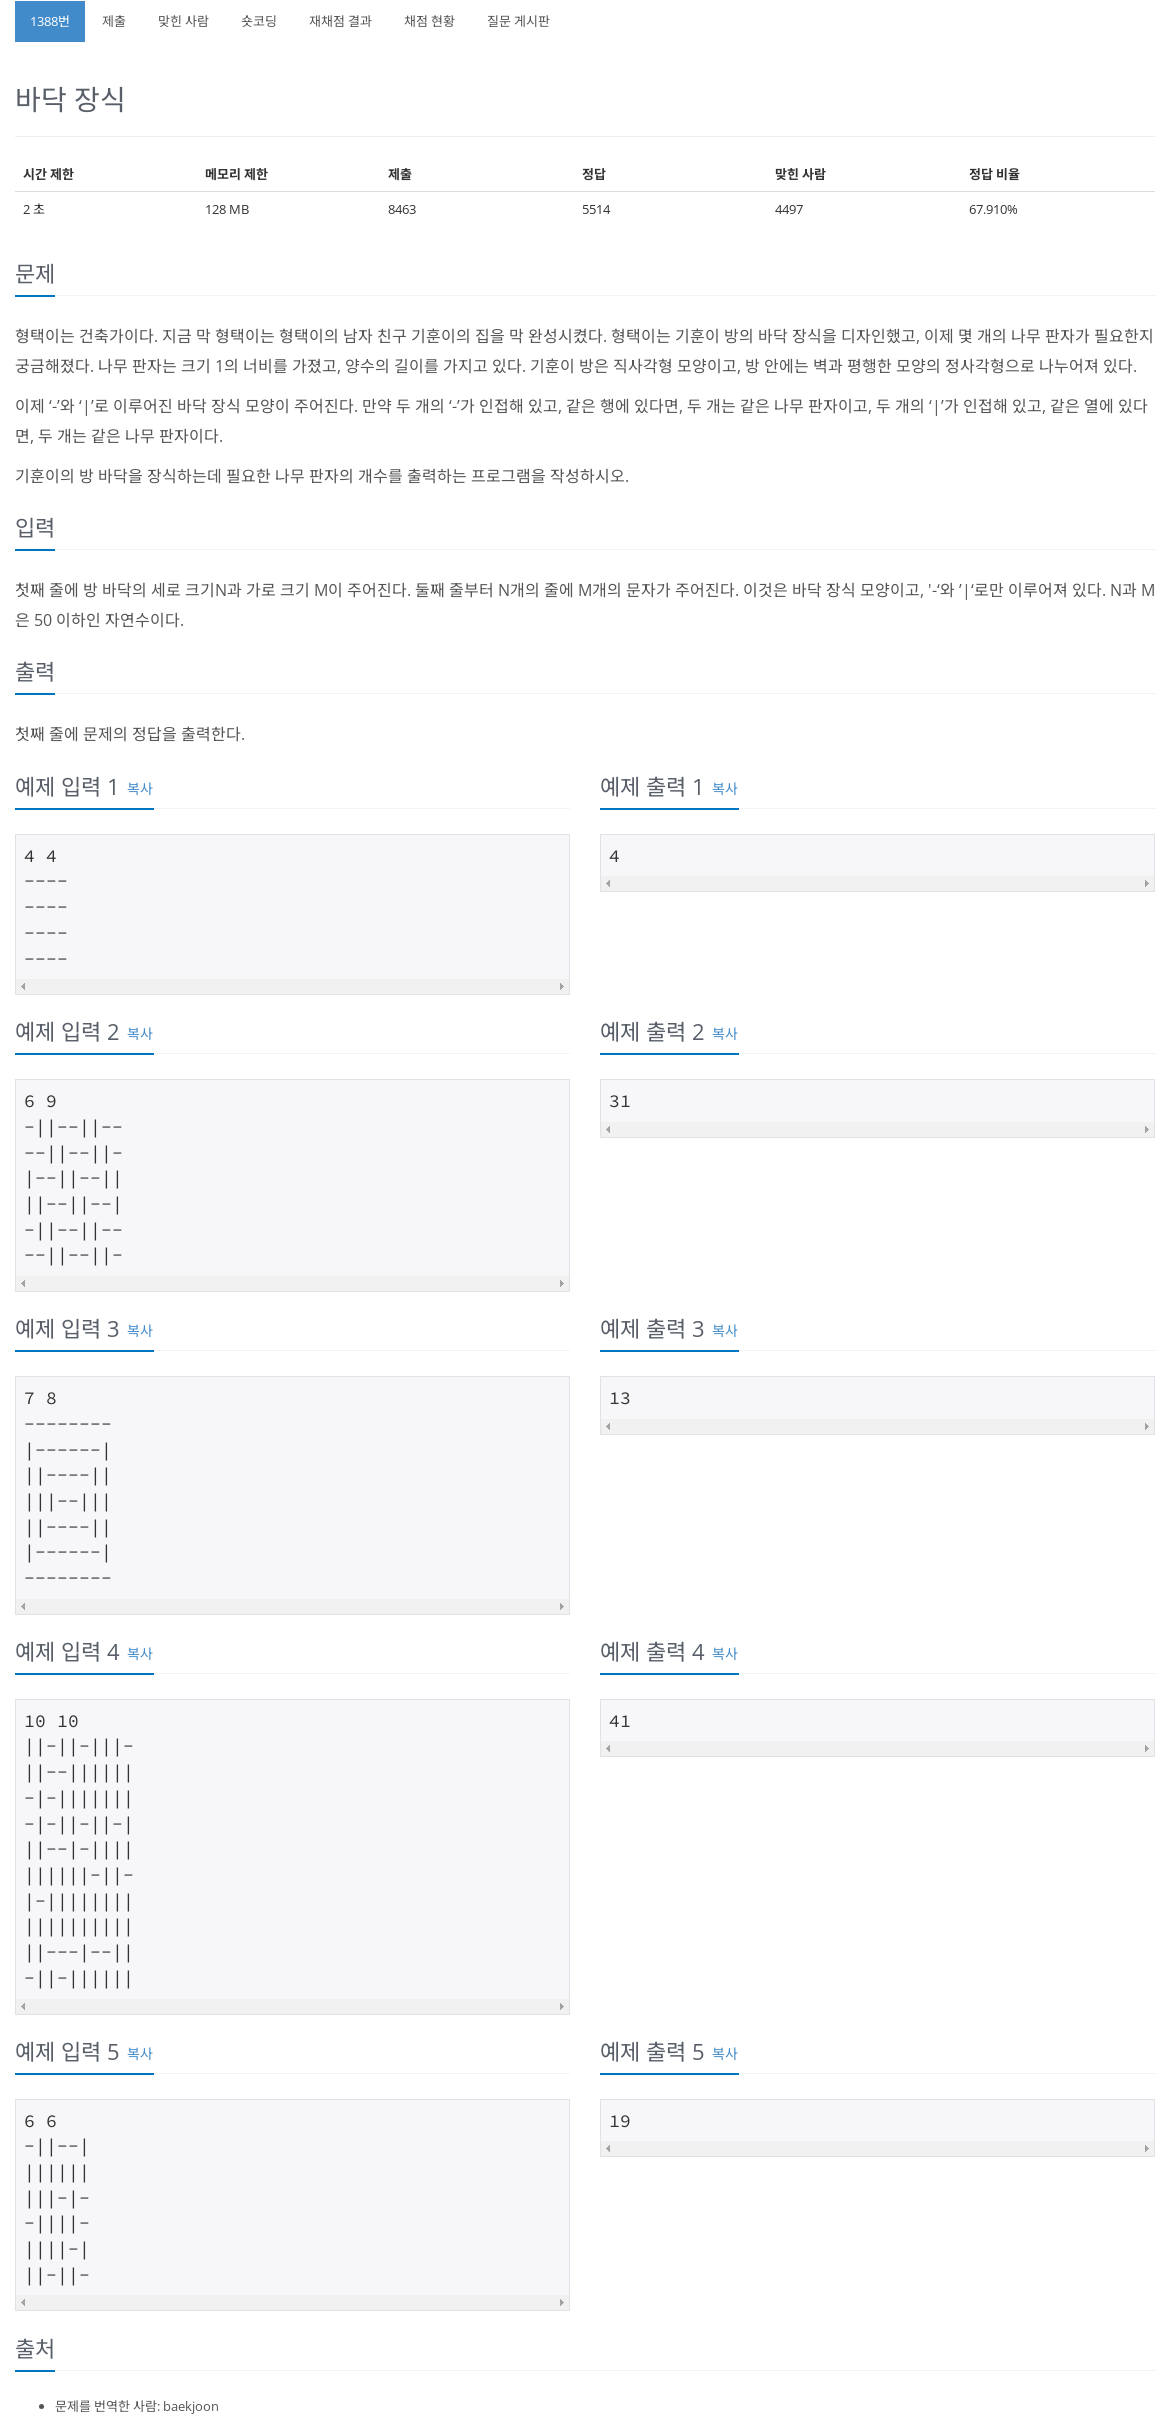 1388번 제출 맞힌 사람 숏코딩 재채점 결과 채점 현황 질문 게시판
바닥 장식
시간 제한 메모리 제한 제출 정답 맞힌 사람 정답 비율
2 초 128 MB 8463 5514 4497 67.910%
문제
형택이는 건축가이다. 지금 막 형택이는 형택이의 남자 친구 기훈이의 집을 막 완성시켰다. 형택이는 기훈이 방의 바닥 장식을 디자인했고, 이제 몇 개의 나무 판자가 필요한지
궁금해졌다. 나무 판자는 크기 1의 너비를 가졌고, 양수의 길이를 가지고 있다. 기훈이 방은 직사각형 모양이고, 방 안에는 벽과 평행한 모양의 정사각형으로 나누어져 있다.
이제 ‘-’와 ‘|’로 이루어진 바닥 장식 모양이 주어진다. 만약 두 개의 ‘-’가 인접해 있고, 같은 행에 있다면, 두 개는 같은 나무 판자이고, 두 개의 ‘|’가 인접해 있고, 같은 열에 있다
면, 두 개는 같은 나무 판자이다.
기훈이의 방 바닥을 장식하는데 필요한 나무 판자의 개수를 출력하는 프로그램을 작성하시오.
입력
첫째 줄에 방 바닥의 세로 크기N과 가로 크기 M이 주어진다. 둘째 줄부터 N개의 줄에 M개의 문자가 주어진다. 이것은 바닥 장식 모양이고, '-‘와 ’|‘로만 이루어져 있다. N과 M
은 50 이하인 자연수이다.
출력
첫째 줄에 문제의 정답을 출력한다.
예제 입력 1 복사
4 4
----
----
----
----
예제 출력 1 복사
4
예제 입력 2 복사
6 9
-||--||--
--||--||-
|--||--||
||--||--|
-||--||--
--||--||-
예제 출력 2 복사
31
예제 입력 3 복사
7 8
--------
|------|
||----||
|||--|||
||----||
|------|
--------
예제 출력 3 복사
13
예제 입력 4 복사
10 10
||-||-|||-
||--||||||
-|-|||||||
-|-||-||-|
||--|-||||
||||||-||-
|-||||||||
||||||||||
||---|--||
-||-||||||
예제 출력 4 복사
41
예제 입력 5 복사
6 6
-||--|
||||||
|||-|-
-||||-
||||-|
||-||-
예제 출력 5 복사
19
출처
• 문제를 번역한 사람: baekjoon